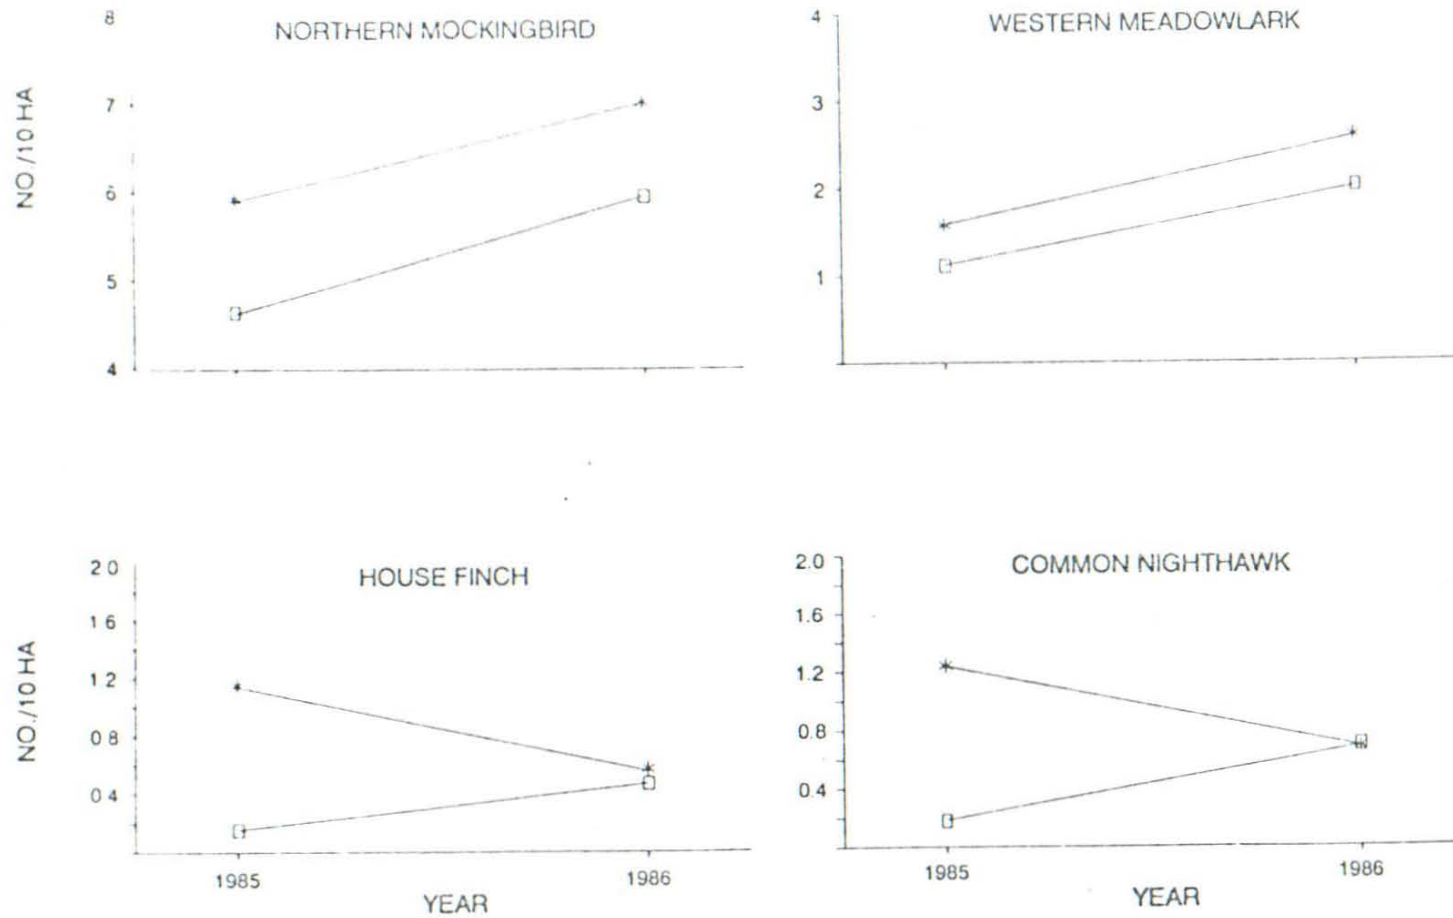 NORTHERN MOCKINGBIRD
NO./10 HA
8
7
6
5
4
WESTERN MEADOWLARK
4
3
2
1
HOUSE FINCH
NO./10 HA
2 0
1 6
1 2
0 8
0 4
1985
1986
YEAR
COMMON NIGHTHAWK
2.0
1.6
1.2
0.8
0.4
1985
1986
YEAR